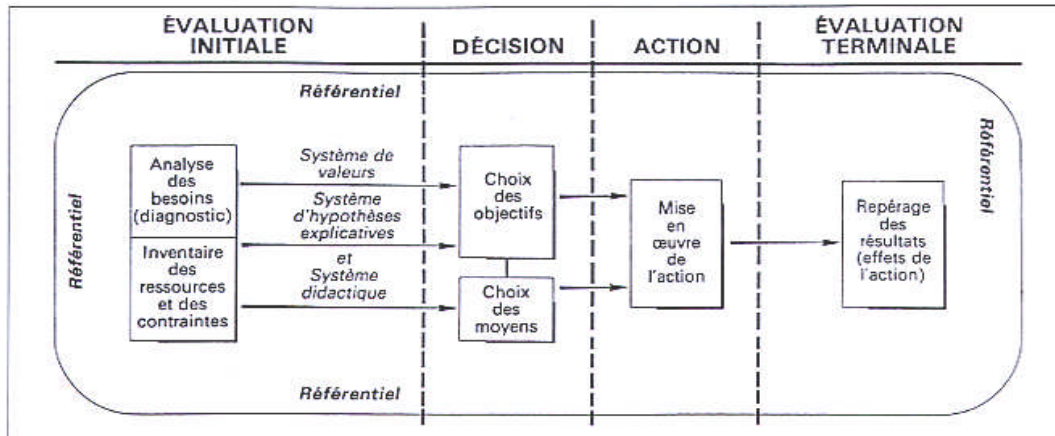 ÉVALUATION
INITIALE
DÉCISION
ACTION
ÉVALUATION
TERMINALE
Référentiel
Référentiel
Analyse
des
besoins
(diagnostic)
Inventaire des
ressources
et des
contraintes
Système de
valeurs
Système
d'hypothèses
explicatives
et
Système
didactique
Choix
des
objectifs
Choix
des
moyens
Mise
en
œuvre
de
l'action
Repérage
des
résultats
(effets de
l'action)
Référentiel
Référentiel